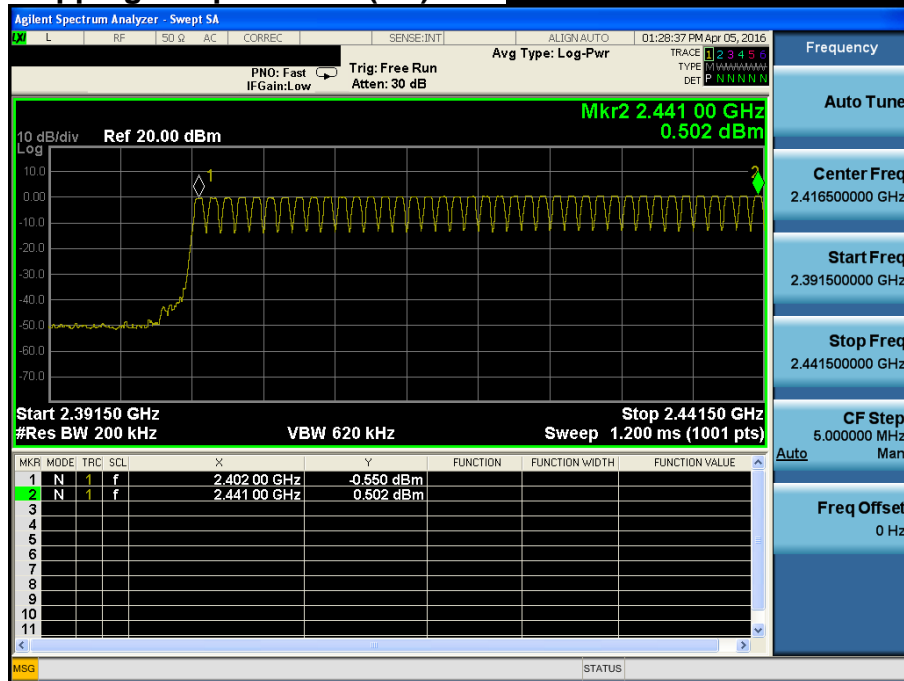 Agilent Spectrum Analyzer - Swept SA
LXI L RF 50 Ω AC CORREC SENSE:INT ALIGN AUTO 01:28:37 PM Apr 05, 2016
Avg Type: Log-Pwr
TRACE 1 2 3 4 5 6
TYPE M WWWWW
DET P N N N N N
PNO: Fast Trig: Free Run
IFGain:Low Atten: 30 dB
Mkr2 2.441 00 GHz
0.502 dBm
10 dB/div Ref 20.00 dBm
Log
10.0
0.00
-10.0
-20.0
-30.0
-40.0
-50.0
-60.0
-70.0
1
2
Start 2.39150 GHz Stop 2.44150 GHz
#Res BW 200 kHz VBW 620 kHz Sweep 1.200 ms (1001 pts)
MKR MODE TRC SCL X Y FUNCTION FUNCTION WIDTH FUNCTION VALUE
1 N 1 f 2.402 00 GHz -0.550 dBm
2 N 1 f 2.441 00 GHz 0.502 dBm
3
4
5
6
7
8
9
10
11
MSG STATUS
Frequency
Auto Tune
Center Freq
2.416500000 GHz
Start Freq
2.391500000 GHz
Stop Freq
2.441500000 GHz
CF Step
5.000000 MHz
Auto Man
Freq Offset
0 Hz